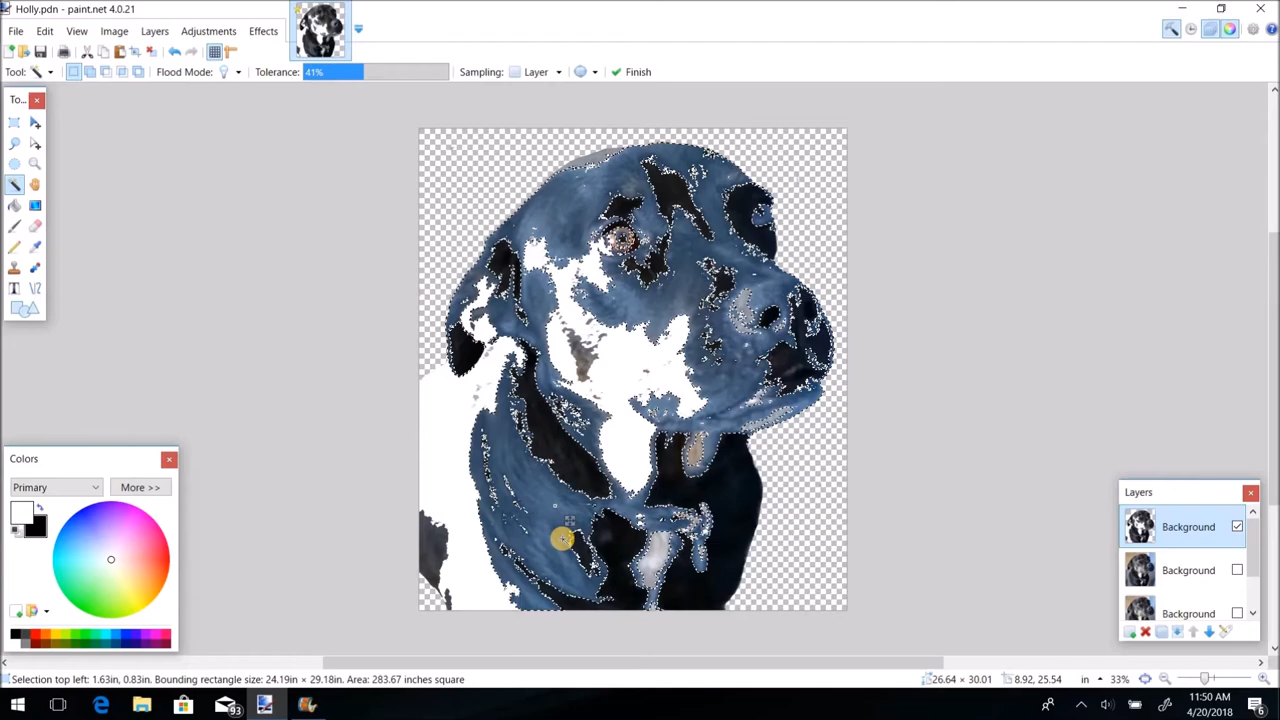 Holly.pdn - paint.net 4.0.21
File Edit View Image Layers Adjustments Effects
Tool: Flood Mode: Tolerance: 41% Sampling: Layer Finish
To...
Colors
Primary More >>
Layers
Background
Background
Background
Selection top left: 1.63in, 0.83in. Bounding rectangle size: 24.19in × 29.18in. Area: 283.67 inches square 26.64 × 30.01 8.92, 25.54 in 33%
93
11:50 AM
4/20/2018
6